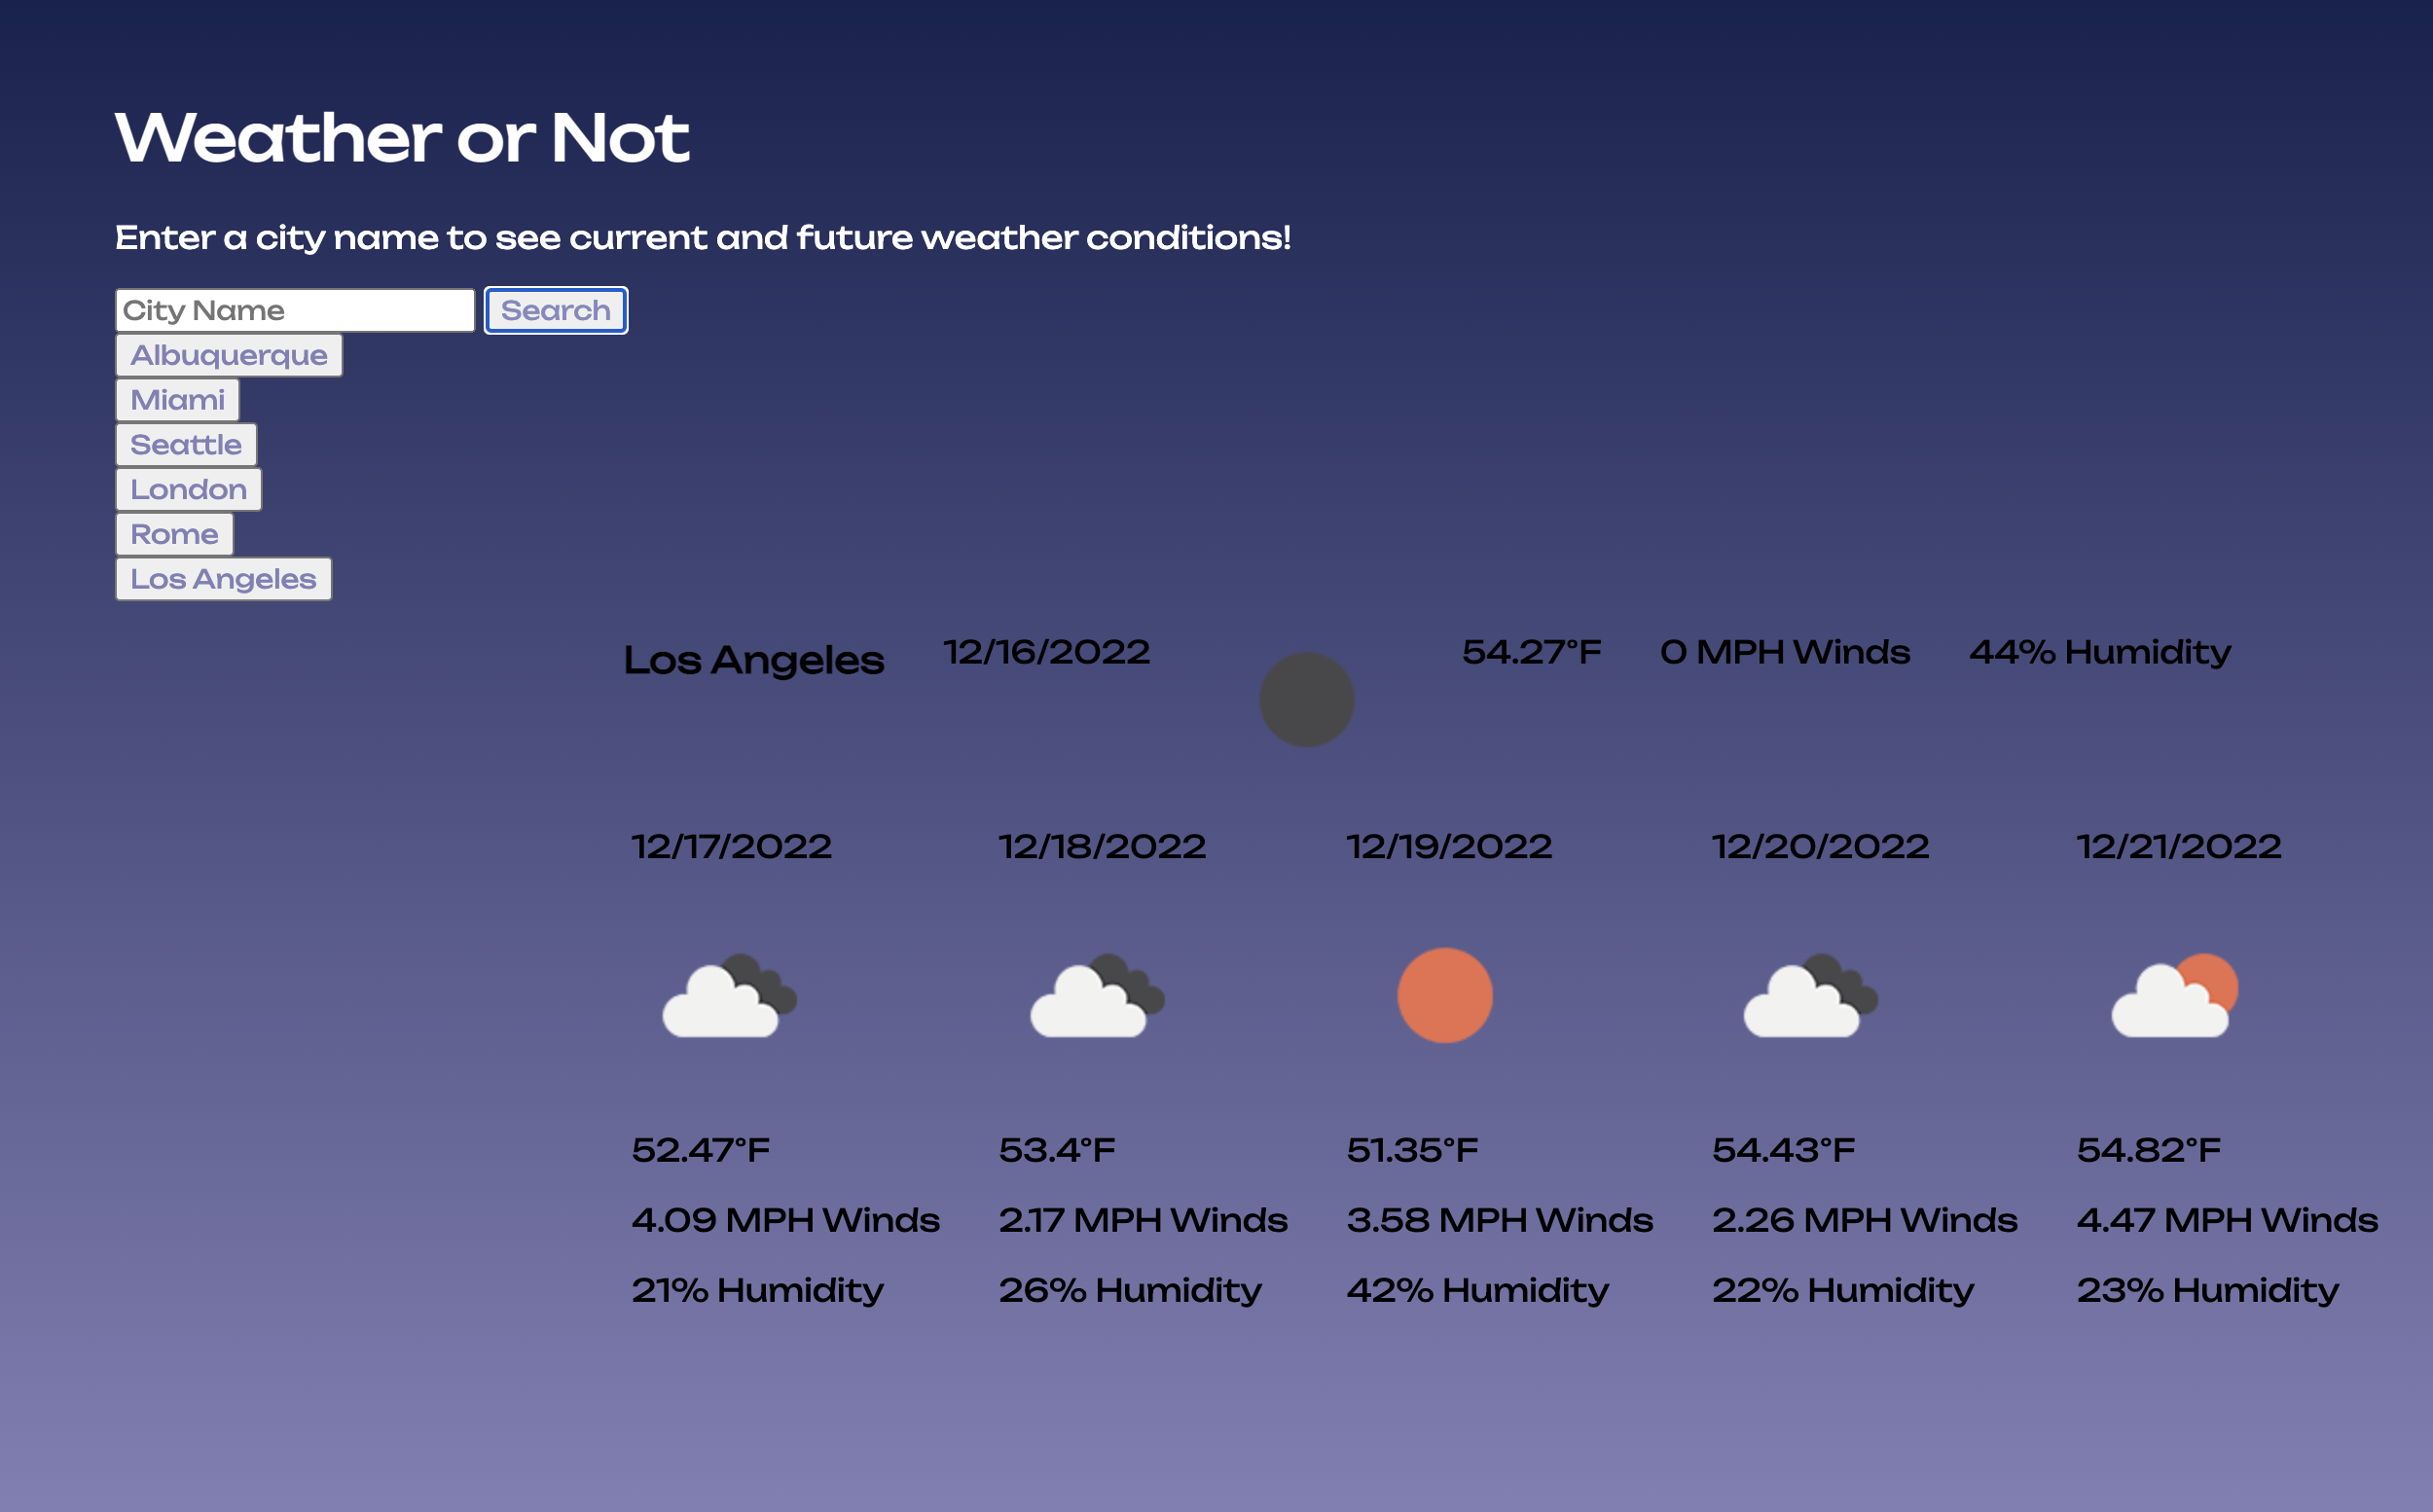 Weather or Not
Enter a city name to see current and future weather conditions!
City Name Search
Albuquerque
Miami
Seattle
London
Rome
Los Angeles
Los Angeles 12/16/2022 54.27°F 0 MPH Winds 44% Humidity
12/17/2022 12/18/2022 12/19/2022 12/20/2022 12/21/2022
52.47°F 53.4°F 51.35°F 54.43°F 54.82°F
4.09 MPH Winds 2.17 MPH Winds 3.58 MPH Winds 2.26 MPH Winds 4.47 MPH Winds
21% Humidity 26% Humidity 42% Humidity 22% Humidity 23% Humidity